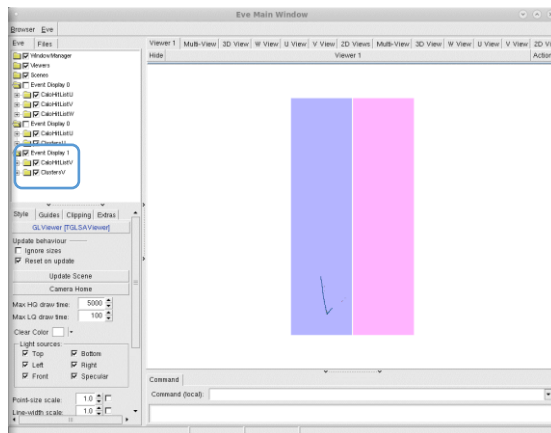 Eve Main Window
Browser Eve
Eve Files
WindowManager
Viewers
Scenes
Event Display 0
CaloHitListU
CaloHitListV
CaloHitListW
Event Display 0
CaloHitListU
ClustersU
Event Display 1
CaloHitListV
ClustersV
Style Guides Clipping Extras
GLViewer [TGLSAViewer]
Update behaviour
Ignore sizes
Reset on update
Update Scene
Camera Home
Max HQ draw time: 5000
Max LQ draw time: 100
Clear Color
Light sources:
Top Bottom
Left Right
Front Specular
Point-size scale: 1.0
Line-width scale: 1.0
Viewer 1 Multi-View 3D View W View U View V View 2D Views Multi-View 3D View W View U View V View 2D Vi
Hide Viewer 1 Action
Command
Command (local):